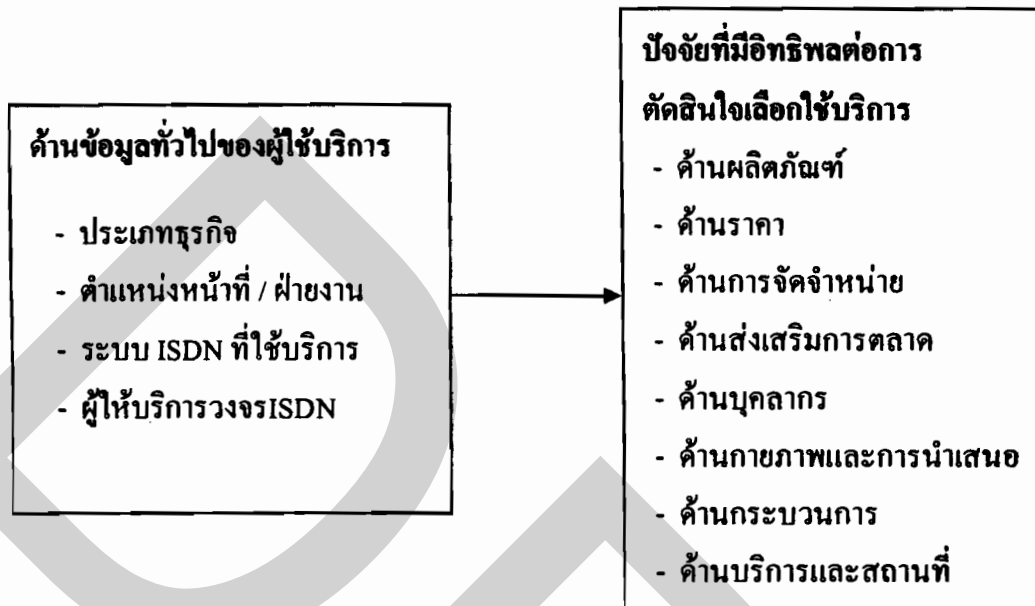 ด้านข้อมูลทั่วไปของผู้ใช้บริการ
- ประเภทธุรกิจ
- ตำแหน่งหน้าที่ / ฝ่ายงาน
- ระบบ ISDN ที่ใช้บริการ
- ผู้ให้บริการวงจรISDN
ปัจจัยที่มีอิทธิพลต่อการ
ตัดสินใจเลือกใช้บริการ
- ด้านผลิตภัณฑ์
- ด้านราคา
- ด้านการจัดจำหน่าย
- ด้านส่งเสริมการตลาด
- ด้านบุคลากร
- ด้านกายภาพและการนำเสนอ
- ด้านกระบวนการ
- ด้านบริการและสถานที่